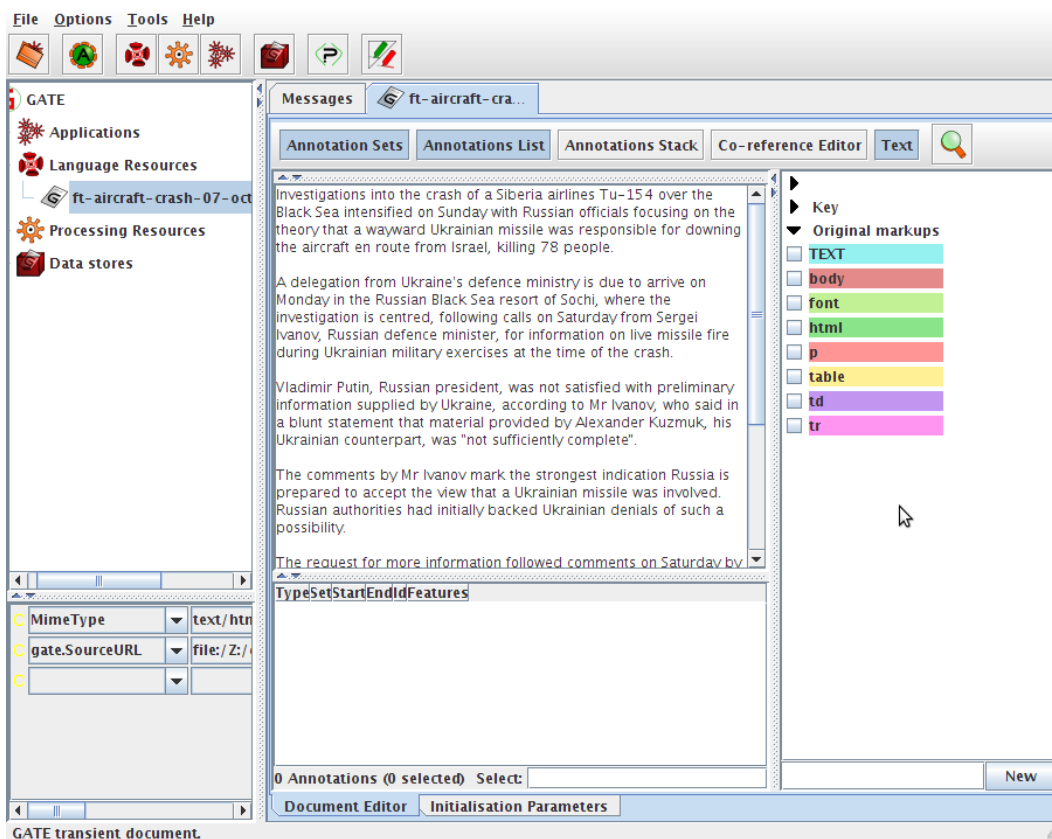 File Options Tools Help
GATE
Applications
Language Resources
ft-aircraft-crash-07-oct
Processing Resources
Data stores
MimeType text/htm
gate.SourceURL file:/Z:/
C
C
C
Messages ft-aircraft-cra...
Annotation Sets Annotations List Annotations Stack Co-reference Editor Text
Investigations into the crash of a Siberia airlines Tu-154 over the
Black Sea intensified on Sunday with Russian officials focusing on the
theory that a wayward Ukrainian missile was responsible for downing
the aircraft en route from Israel, killing 78 people.
A delegation from Ukraine's defence ministry is due to arrive on
Monday in the Russian Black Sea resort of Sochi, where the
investigation is centred, following calls on Saturday from Sergei
Ivanov, Russian defence minister, for information on live missile fire
during Ukrainian military exercises at the time of the crash.
Vladimir Putin, Russian president, was not satisfied with preliminary
information supplied by Ukraine, according to Mr Ivanov, who said in
a blunt statement that material provided by Alexander Kuzmuk, his
Ukrainian counterpart, was "not sufficiently complete".
The comments by Mr Ivanov mark the strongest indication Russia is
prepared to accept the view that a Ukrainian missile was involved.
Russian authorities had initially backed Ukrainian denials of such a
possibility.
The request for more information followed comments on Saturday by
Type Set Start End Id Features
0 Annotations (0 selected) Select:
Key
Original markups
TEXT
body
font
html
p
table
td
tr
New
Document Editor Initialisation Parameters
GATE transient document.